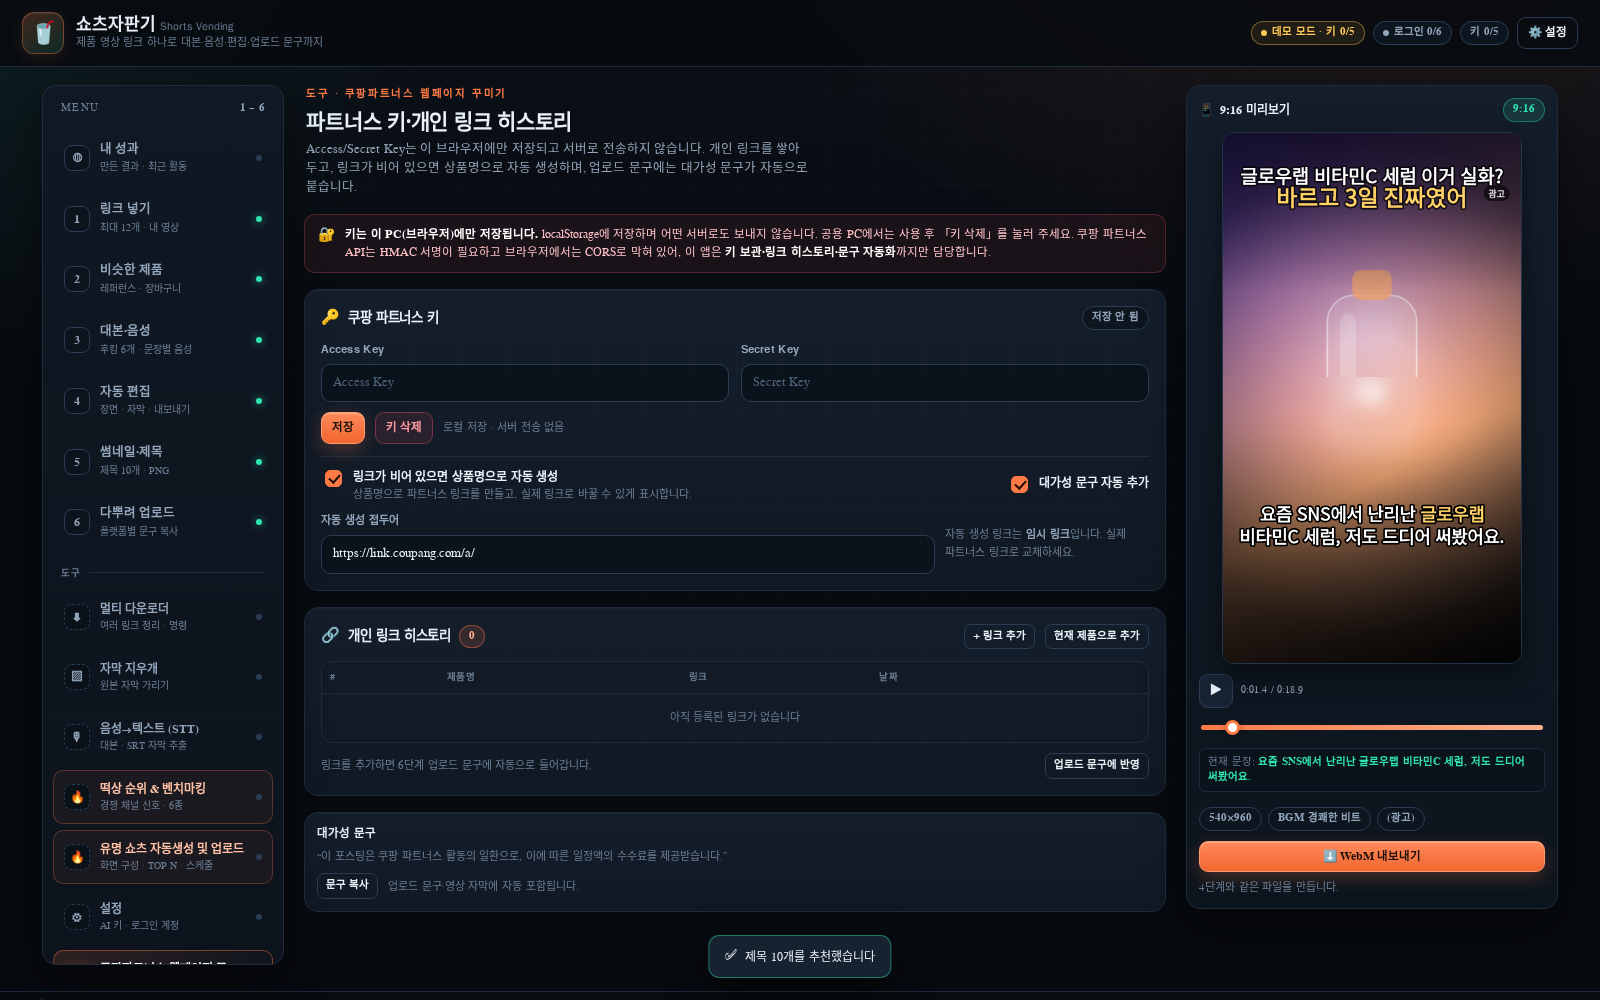 쇼츠자판기 Shorts Vending
제품 영상 링크 하나로 대본·음성·편집·업로드 문구까지
데모 모드 · 키 0/5
로그인 0/6
키 0/5
설정
MENU
1 – 6
내 성과
만든 결과 · 최근 활동
1
링크 넣기
최대 12개 · 내 영상
2
비슷한 제품
레퍼런스 · 장바구니
3
대본·음성
후킹 6개 · 문장별 음성
4
자동 편집
장면 · 자막 · 내보내기
5
썸네일·제목
제목 10개 · PNG
6
다뿌려 업로드
플랫폼별 문구 복사
도구
멀티 다운로더
여러 링크 정리 · 명령
자막 지우개
원본 자막 가리기
음성→텍스트 (STT)
대본 · SRT 자막 추출
떡상 순위 & 벤치마킹
경쟁 채널 신호 · 6종
유명 쇼츠 자동생성 및 업로드
화면 구성 · TOP N · 스케줄
설정
AI 키 · 로그인 계정
도구 · 쿠팡파트너스 웹페이지 꾸미기
파트너스 키·개인 링크 히스토리
Access/Secret Key는 이 브라우저에만 저장되고 서버로 전송하지 않습니다. 개인 링크를 쌓아
두고, 링크가 비어 있으면 상품명으로 자동 생성하며, 업로드 문구에는 대가성 문구가 자동으로
붙습니다.
키는 이 PC(브라우저)에만 저장됩니다. localStorage에 저장하며 어떤 서버로도 보내지 않습니다. 공용 PC에서는 사용 후 「키 삭제」를 눌러 주세요. 쿠팡 파트너스
API는 HMAC 서명이 필요하고 브라우저에서는 CORS로 막혀 있어, 이 앱은 키 보관·링크 히스토리·문구 자동화까지만 담당합니다.
쿠팡 파트너스 키
저장 안 됨
Access Key
Secret Key
Access Key
Secret Key
저장
키 삭제
로컬 저장 · 서버 전송 없음
링크가 비어 있으면 상품명으로 자동 생성
상품명으로 파트너스 링크를 만들고, 실제 링크로 바꿀 수 있게 표시합니다.
대가성 문구 자동 추가
자동 생성 접두어
https://link.coupang.com/a/
자동 생성 링크는 임시 링크입니다. 실제
파트너스 링크로 교체하세요.
개인 링크 히스토리
0
+ 링크 추가
현재 제품으로 추가
# 제품명 링크 날짜
아직 등록된 링크가 없습니다
링크를 추가하면 6단계 업로드 문구에 자동으로 들어갑니다.
업로드 문구에 반영
대가성 문구
“이 포스팅은 쿠팡 파트너스 활동의 일환으로, 이에 따른 일정액의 수수료를 제공받습니다.”
문구 복사
업로드 문구·영상 자막에 자동 포함됩니다.
제목 10개를 추천했습니다
9:16 미리보기
9:16
글로우랩 비타민C 세럼 이거 실화?
바르고 3일 진짜였어
광고
요즘 SNS에서 난리난 글로우랩
비타민C 세럼, 저도 드디어 써봤어요.
0:01.4 / 0:18.9
현재 문장: 요즘 SNS에서 난리난 글로우랩 비타민C 세럼, 저도 드디어
써봤어요.
540×960
BGM 경쾌한 비트
(광고)
WebM 내보내기
4단계와 같은 파일을 만듭니다.